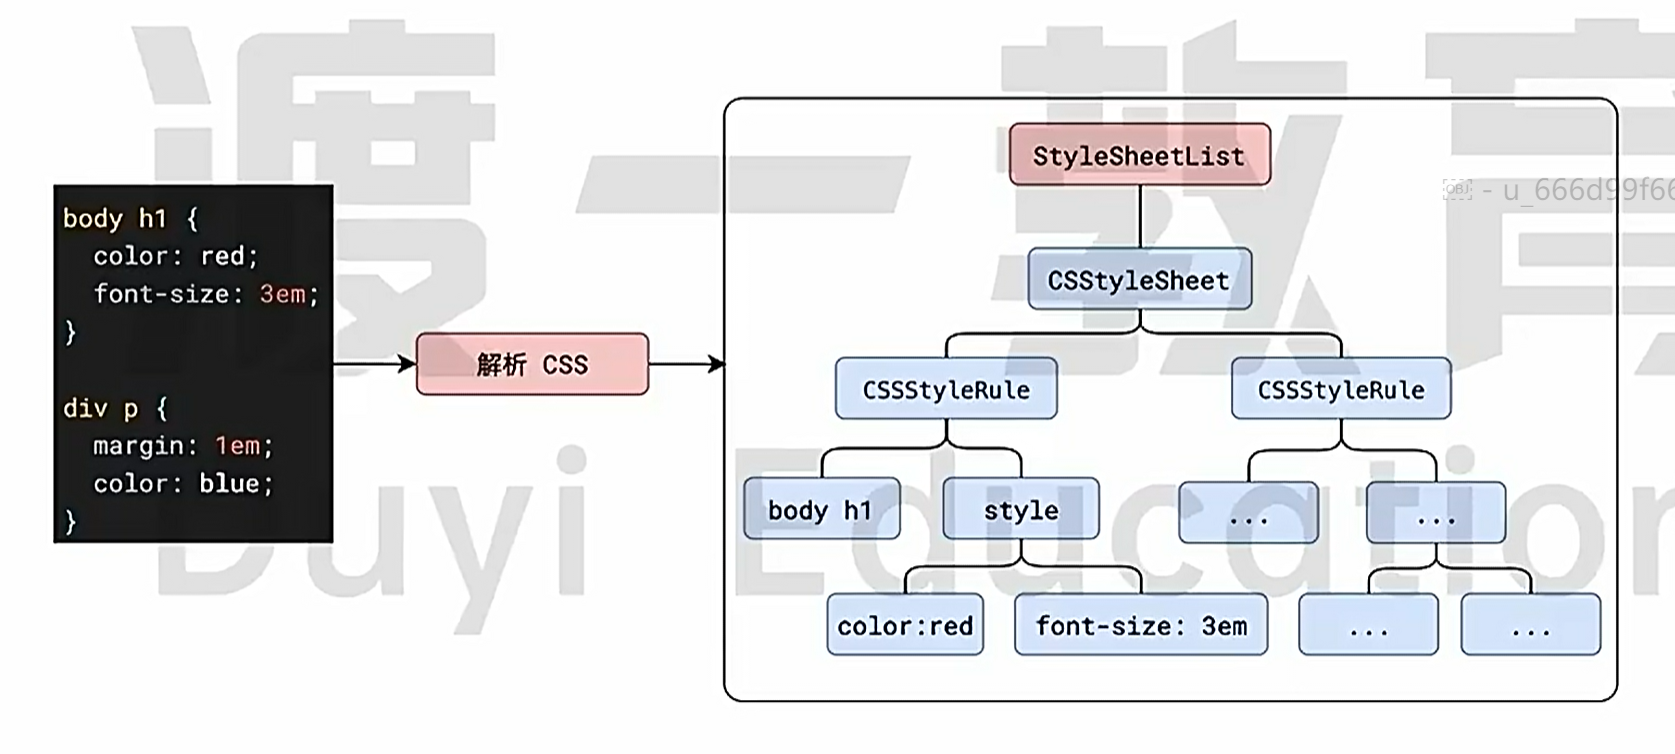 渡一教育
Duyi Education
- u_666d99f66
body h1 {
color: red;
font-size: 3em;
}
div p {
margin: 1em;
color: blue;
}
解析 CSS
StyleSheetList
CSStyleSheet
CSSStyleRule
CSSStyleRule
body h1
style
...
...
color:red
font-size: 3em
...
...